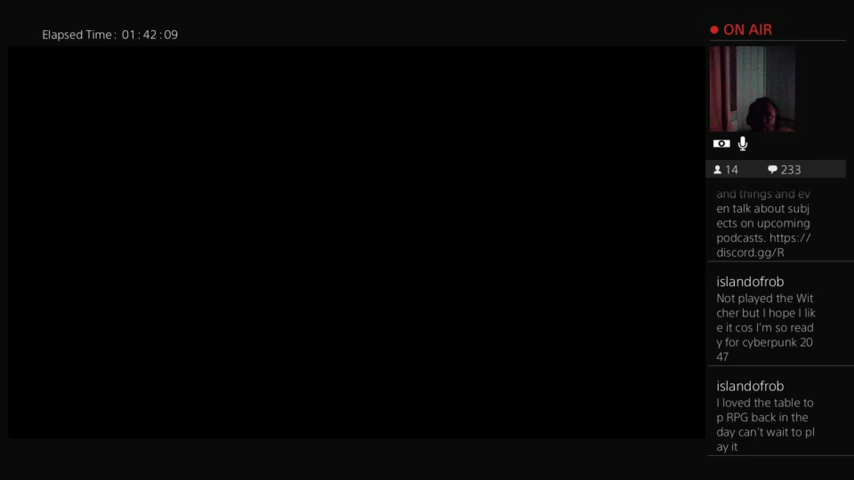 Elapsed Time: 01:42:09
ON AIR
14 233
and things and ev
en talk about subj
ects on upcoming
podcasts. https://
discord.gg/R
islandofrob
Not played the Wit
cher but I hope I lik
e it cos I'm so read
y for cyberpunk 20
47
islandofrob
I loved the table to
p RPG back in the
day can't wait to pl
ay it